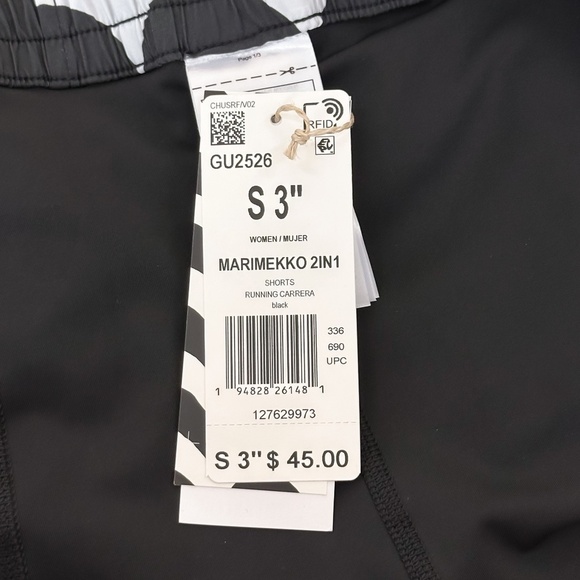 Page 1/3
CHUSRF/V02
RFID
GU2526
S 3"
WOMEN / MUJER
MARIMEKKO 2IN1
SHORTS
RUNNING CARRERA
black
336
690
UPC
1 94828 26148 1
127629973
S 3" $ 45.00